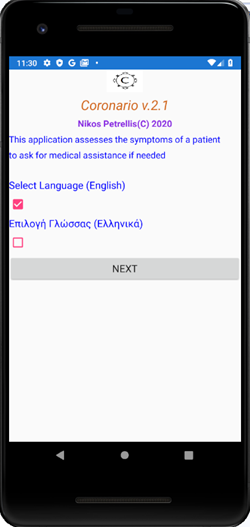 11:30
C
Coronario v.2.1
Nikos Petrellis(C) 2020
This application assesses the symptoms of a patient
to ask for medical assistance if needed
Select Language (English)
Επιλογή Γλώσσας (Ελληνικά)
NEXT